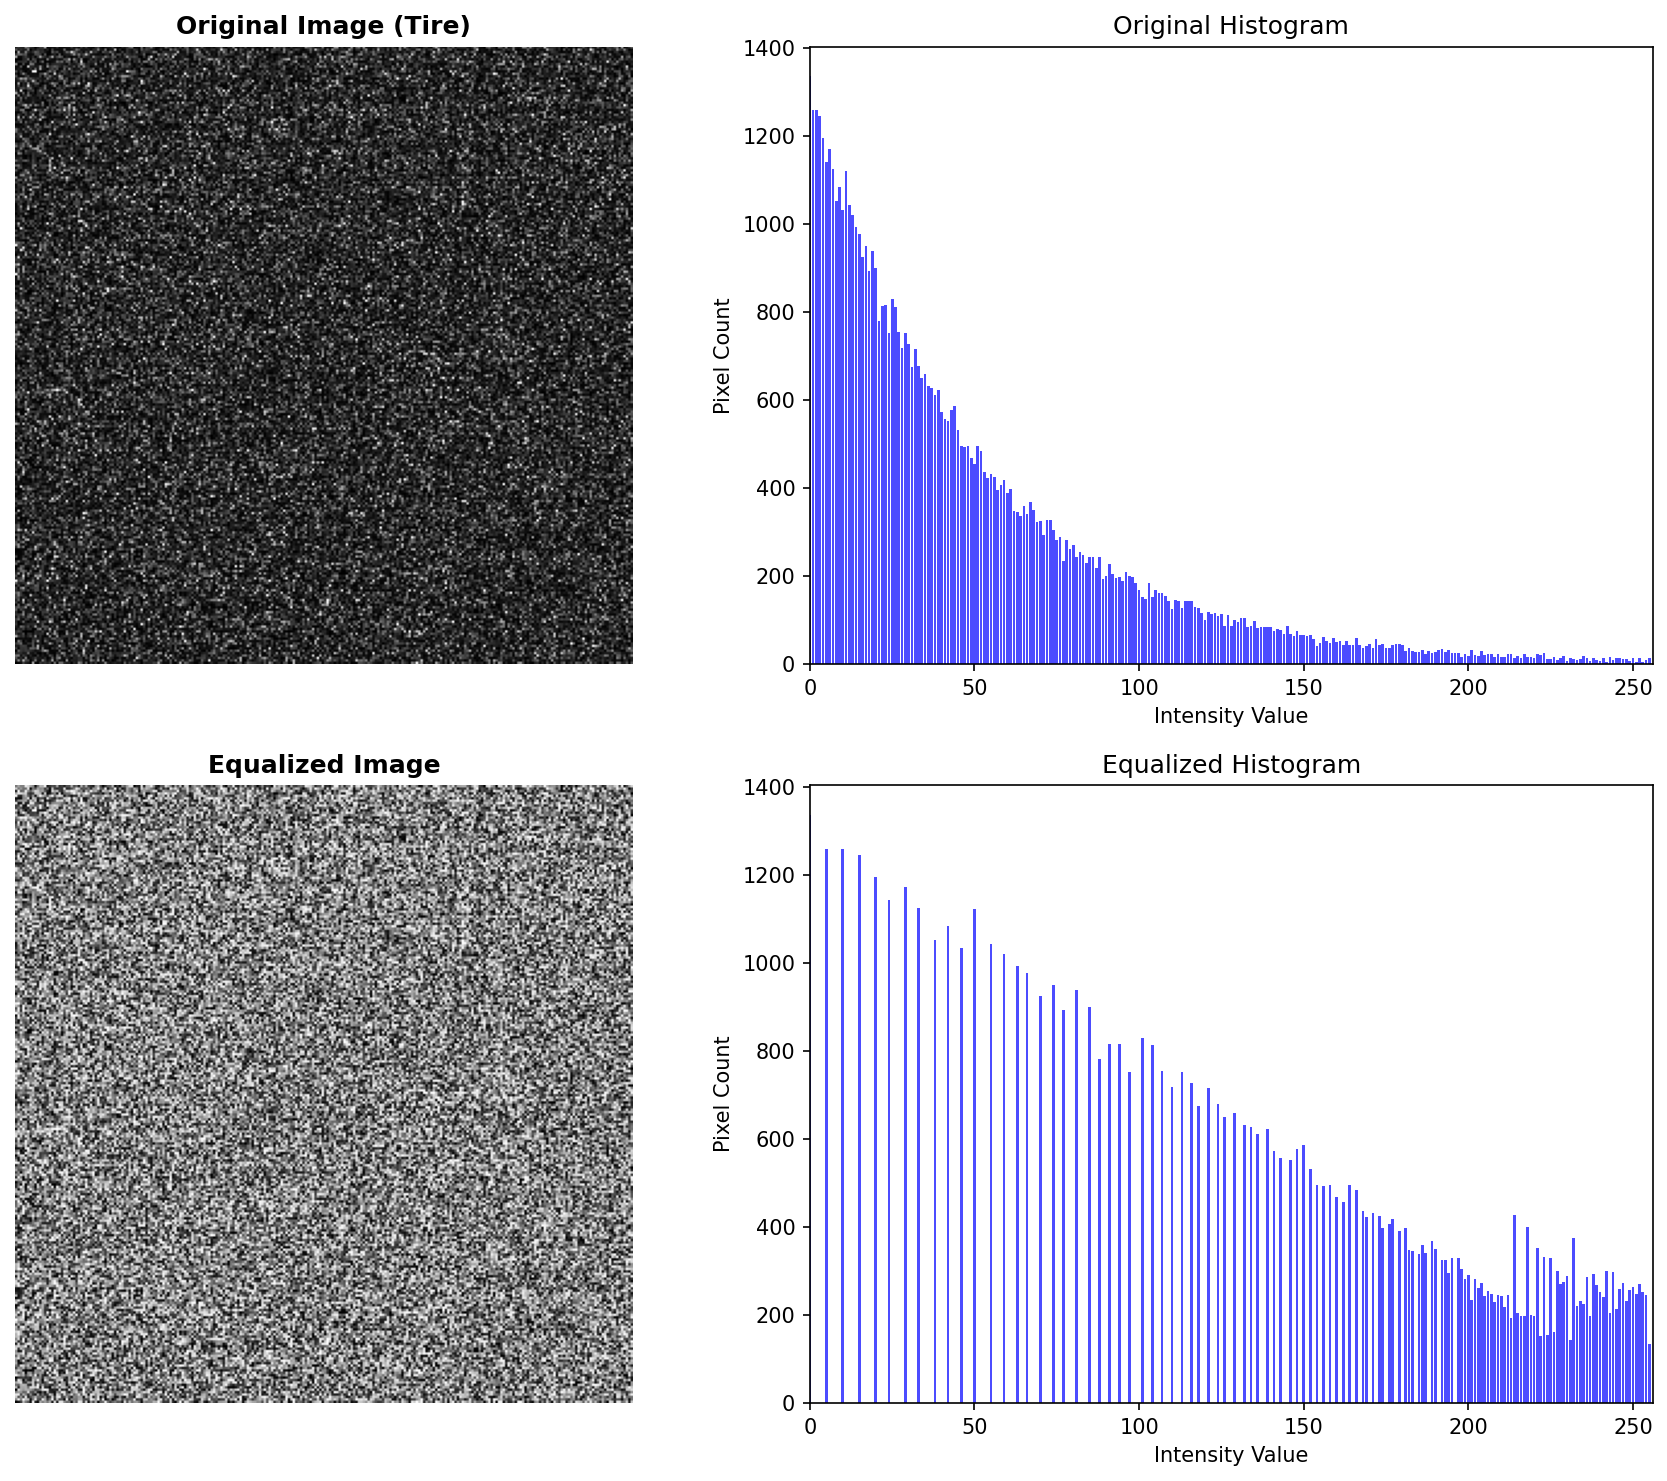 Original Image (Tire)
Original Histogram
1400
1200
1000
800
600
400
200
0
Pixel Count
0 50 100 150 200 250
Intensity Value
Equalized Image
Equalized Histogram
1400
1200
1000
800
600
400
200
0
Pixel Count
0 50 100 150 200 250
Intensity Value